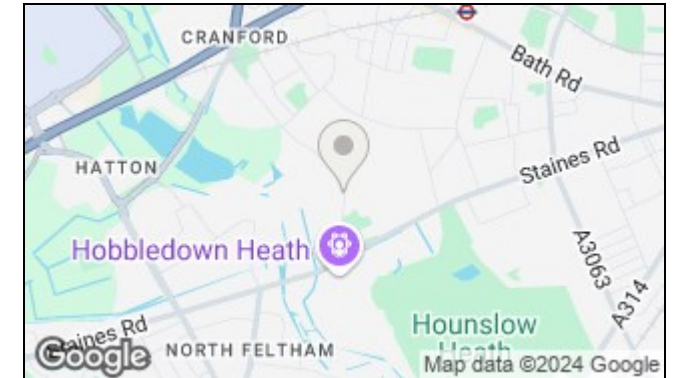 CRANFORD
Bath Rd
HATTON
Staines Rd
Hobbledown Heath
A3063
A314
Hounslow
Heath
Staines Rd
NORTH FELTHAM
Google
Map data ©2024 Google